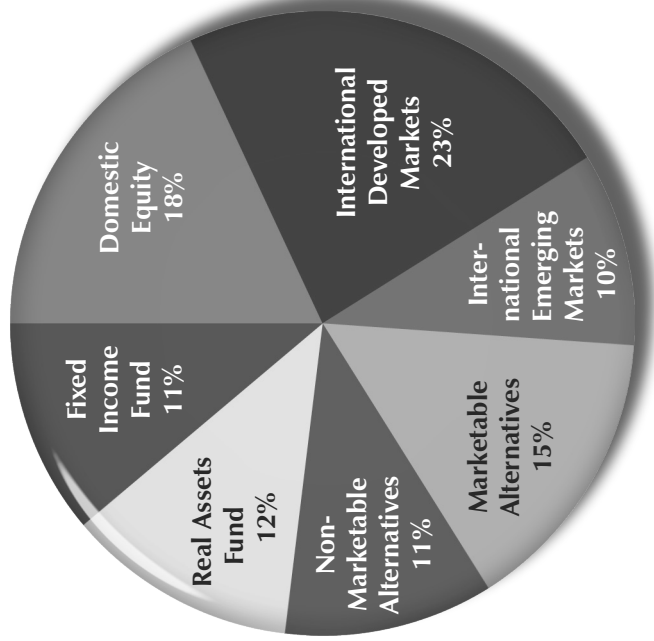 Domestic
Equity
18%
International
Developed
Markets
23%
Inter-
national
Emerging
Markets
10%
Marketable
Alternatives
15%
Non-
Marketable
Alternatives
11%
Real Assets
Fund
12%
Fixed
Income
Fund
11%